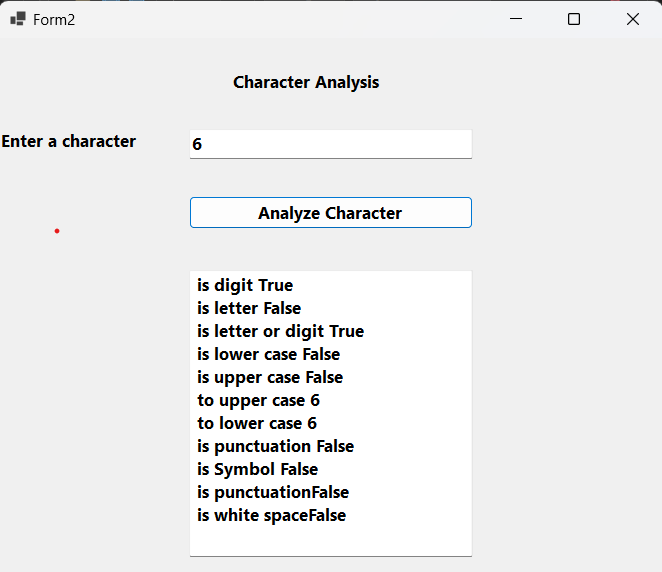 Form2
Character Analysis
Enter a character
6
Analyze Character
is digit True
is letter False
is letter or digit True
is lower case False
is upper case False
to upper case 6
to lower case 6
is punctuation False
is Symbol False
is punctuationFalse
is white spaceFalse